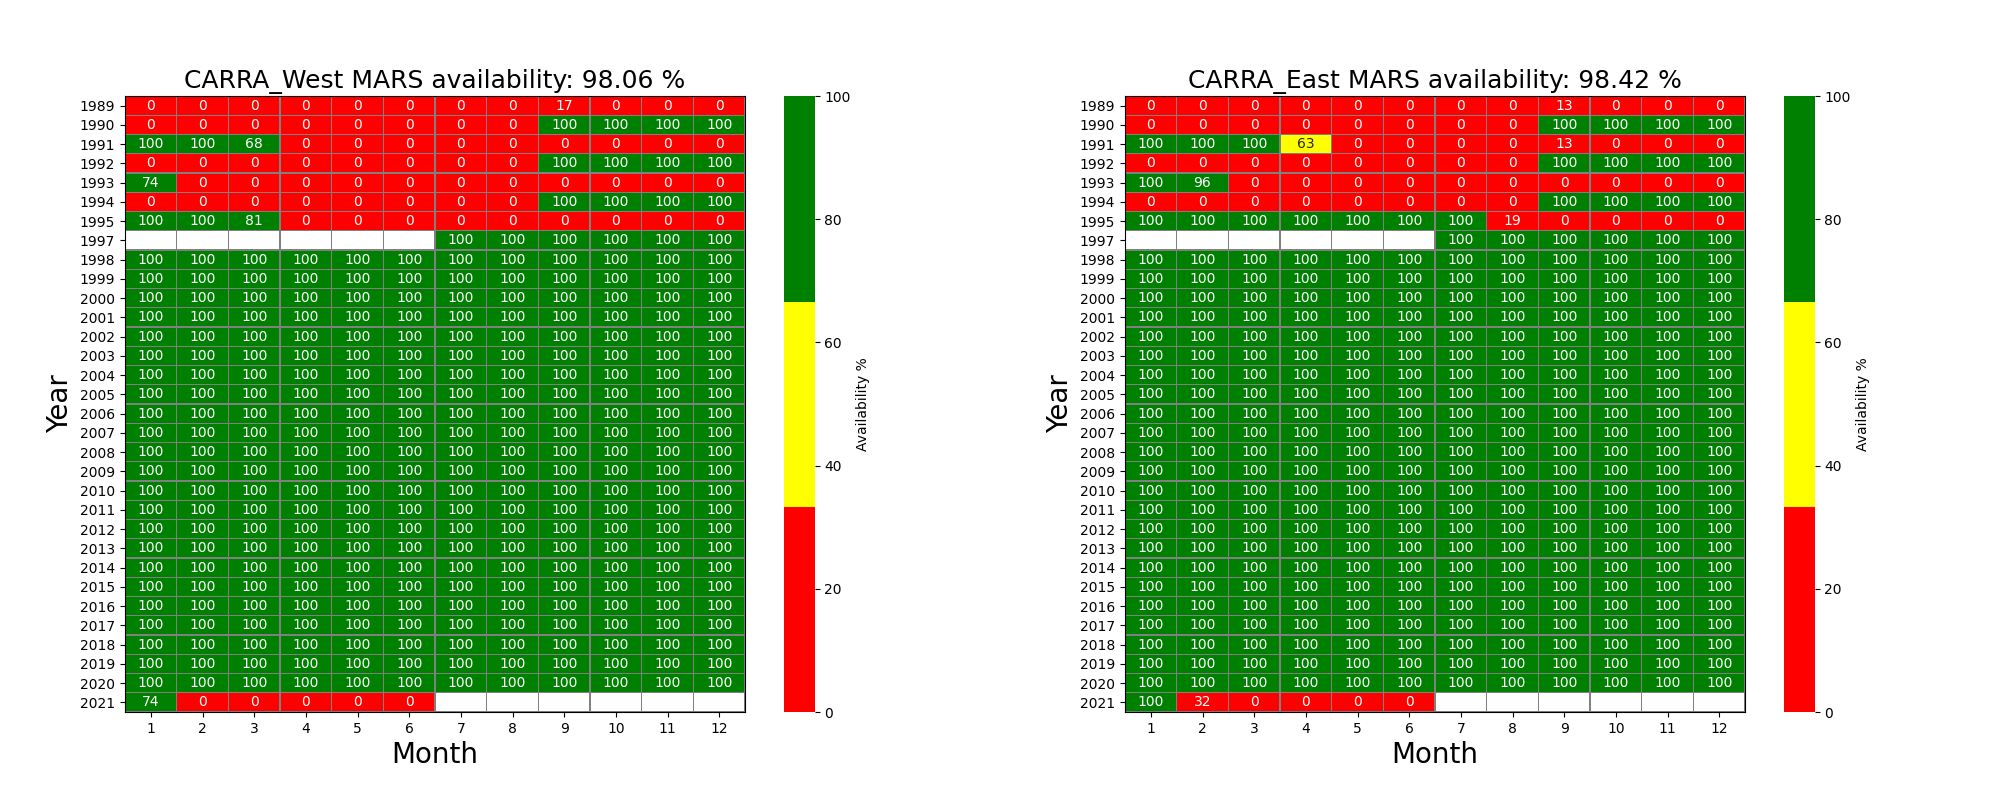 CARRA_West MARS availability: 98.06 %
1989 0 0 0 0 0 0 0 0 17 0 0 0
1990 0 0 0 0 0 0 0 0 100 100 100 100
1991 100 100 68 0 0 0 0 0 0 0 0 0
1992 0 0 0 0 0 0 0 0 100 100 100 100
1993 74 0 0 0 0 0 0 0 0 0 0 0
1994 0 0 0 0 0 0 0 0 100 100 100 100
1995 100 100 81 0 0 0 0 0 0 0 0 0
1997 100 100 100 100 100 100
1998 100 100 100 100 100 100 100 100 100 100 100 100
1999 100 100 100 100 100 100 100 100 100 100 100 100
2000 100 100 100 100 100 100 100 100 100 100 100 100
2001 100 100 100 100 100 100 100 100 100 100 100 100
2002 100 100 100 100 100 100 100 100 100 100 100 100
2003 100 100 100 100 100 100 100 100 100 100 100 100
2004 100 100 100 100 100 100 100 100 100 100 100 100
2005 100 100 100 100 100 100 100 100 100 100 100 100
2006 100 100 100 100 100 100 100 100 100 100 100 100
2007 100 100 100 100 100 100 100 100 100 100 100 100
2008 100 100 100 100 100 100 100 100 100 100 100 100
2009 100 100 100 100 100 100 100 100 100 100 100 100
2010 100 100 100 100 100 100 100 100 100 100 100 100
2011 100 100 100 100 100 100 100 100 100 100 100 100
2012 100 100 100 100 100 100 100 100 100 100 100 100
2013 100 100 100 100 100 100 100 100 100 100 100 100
2014 100 100 100 100 100 100 100 100 100 100 100 100
2015 100 100 100 100 100 100 100 100 100 100 100 100
2016 100 100 100 100 100 100 100 100 100 100 100 100
2017 100 100 100 100 100 100 100 100 100 100 100 100
2018 100 100 100 100 100 100 100 100 100 100 100 100
2019 100 100 100 100 100 100 100 100 100 100 100 100
2020 100 100 100 100 100 100 100 100 100 100 100 100
2021 74 0 0 0 0 0
1 2 3 4 5 6 7 8 9 10 11 12
Month
Year
100
80
60
40
20
0
Availability %
CARRA_East MARS availability: 98.42 %
1989 0 0 0 0 0 0 0 0 13 0 0 0
1990 0 0 0 0 0 0 0 0 100 100 100 100
1991 100 100 100 63 0 0 0 0 13 0 0 0
1992 0 0 0 0 0 0 0 0 100 100 100 100
1993 100 96 0 0 0 0 0 0 0 0 0 0
1994 0 0 0 0 0 0 0 0 100 100 100 100
1995 100 100 100 100 100 100 100 19 0 0 0 0
1997 100 100 100 100 100 100
1998 100 100 100 100 100 100 100 100 100 100 100 100
1999 100 100 100 100 100 100 100 100 100 100 100 100
2000 100 100 100 100 100 100 100 100 100 100 100 100
2001 100 100 100 100 100 100 100 100 100 100 100 100
2002 100 100 100 100 100 100 100 100 100 100 100 100
2003 100 100 100 100 100 100 100 100 100 100 100 100
2004 100 100 100 100 100 100 100 100 100 100 100 100
2005 100 100 100 100 100 100 100 100 100 100 100 100
2006 100 100 100 100 100 100 100 100 100 100 100 100
2007 100 100 100 100 100 100 100 100 100 100 100 100
2008 100 100 100 100 100 100 100 100 100 100 100 100
2009 100 100 100 100 100 100 100 100 100 100 100 100
2010 100 100 100 100 100 100 100 100 100 100 100 100
2011 100 100 100 100 100 100 100 100 100 100 100 100
2012 100 100 100 100 100 100 100 100 100 100 100 100
2013 100 100 100 100 100 100 100 100 100 100 100 100
2014 100 100 100 100 100 100 100 100 100 100 100 100
2015 100 100 100 100 100 100 100 100 100 100 100 100
2016 100 100 100 100 100 100 100 100 100 100 100 100
2017 100 100 100 100 100 100 100 100 100 100 100 100
2018 100 100 100 100 100 100 100 100 100 100 100 100
2019 100 100 100 100 100 100 100 100 100 100 100 100
2020 100 100 100 100 100 100 100 100 100 100 100 100
2021 100 32 0 0 0 0
1 2 3 4 5 6 7 8 9 10 11 12
Month
Year
100
80
60
40
20
0
Availability %